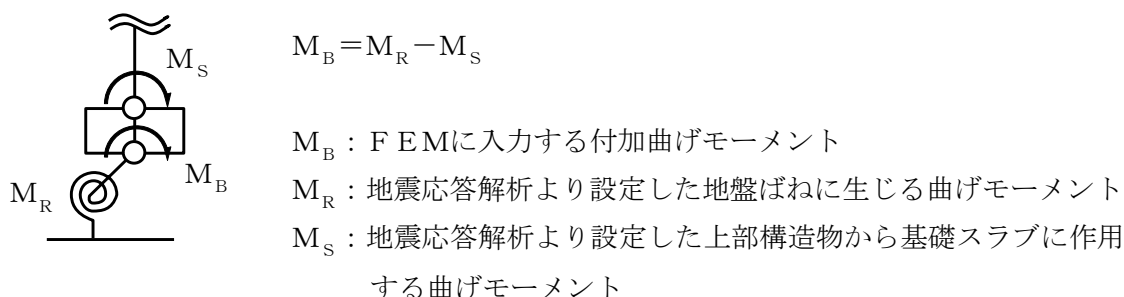 M_S
M_B
M_R
M_B＝M_R－M_S
M_B：ＦＥＭに入力する付加曲げモーメント
M_R：地震応答解析より設定した地盤ばねに生じる曲げモーメント
M_S：地震応答解析より設定した上部構造物から基礎スラブに作用
する曲げモーメント